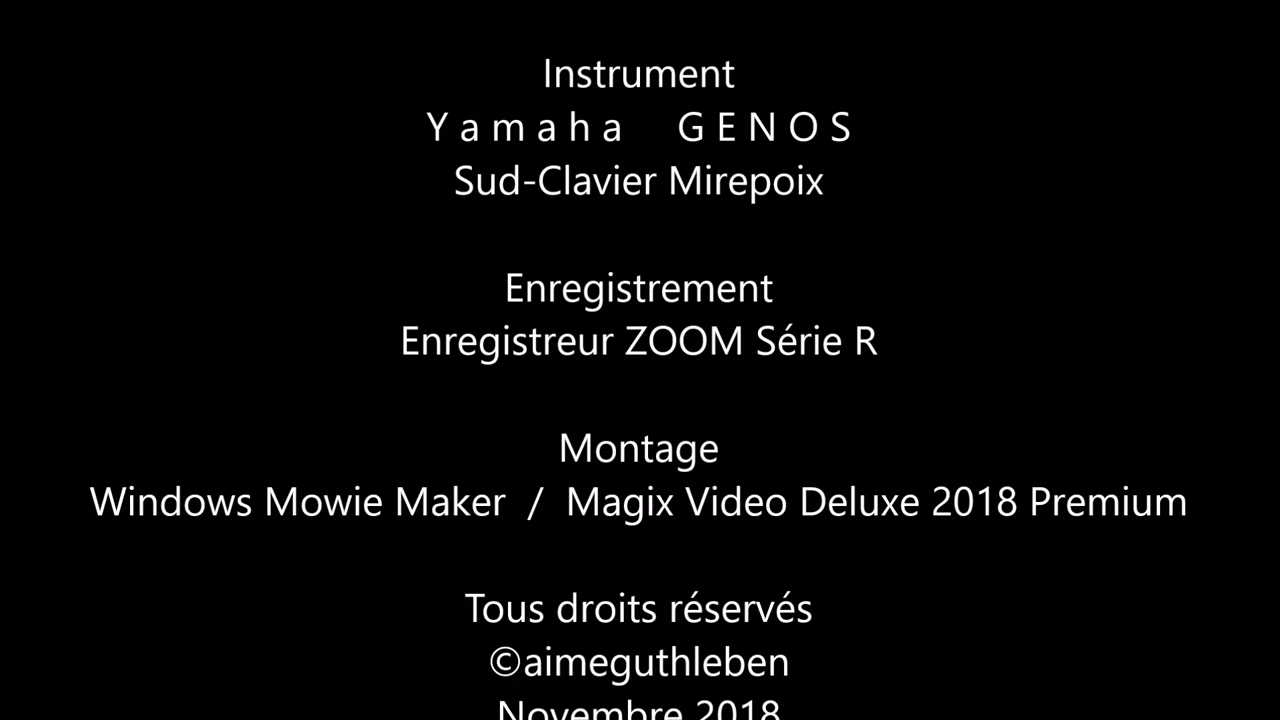 Instrument
Y a m a h a G E N O S
Sud-Clavier Mirepoix
Enregistrement
Enregistreur ZOOM Série R
Montage
Windows Mowie Maker / Magix Video Deluxe 2018 Premium
Tous droits réservés
©aimeguthleben
Novembre 2018